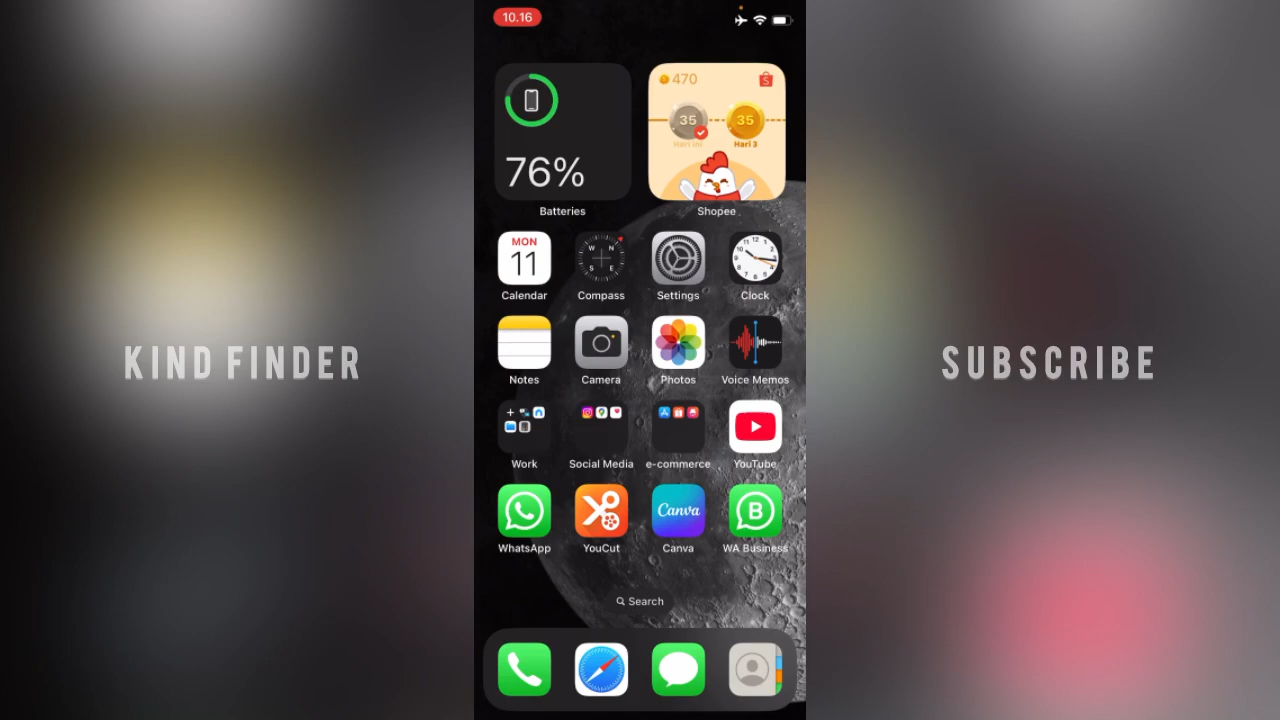 10.16
470
S
35
35
Hari ini
Hari 3
76%
Batteries
Shopee
MON
11
W N
S E
Calendar
Compass
Settings
Clock
KIND FINDER
SUBSCRIBE
Notes
Camera
Photos
Voice Memos
Work
Social Media
e-commerce
YouTube
Canva
B
WhatsApp
YouCut
Canva
WA Business
Search